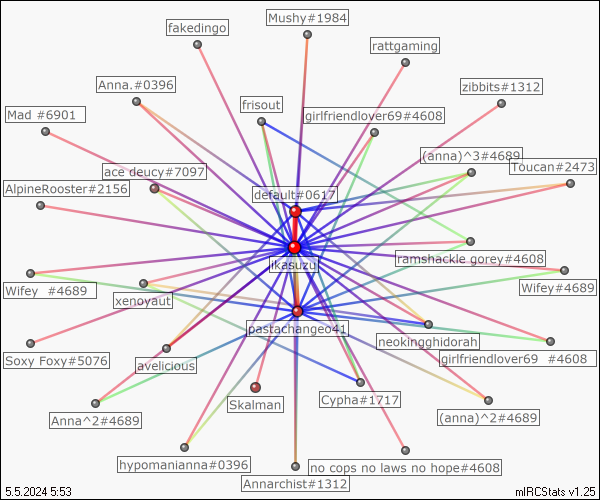 Mushy#1984
fakedingo
rattgaming
Anna.#0396
zibbits#1312
frisout
Mad #6901
girlfriendlover69#4608
(anna)^3#4689
Toucan#2473
ace deucy#7097
AlpineRooster#2156
default#0617
ramshackle gorey#4608
ikasuzu
Wifey #4689
xenoyaut
Wifey#4689
pastachangeo41
neokingghidorah
Soxy Foxy#5076
avelicious
girlfriendlover69 #4608
Skalman
Cypha#1717
Anna^2#4689
(anna)^2#4689
hypomanianna#0396
no cops no laws no hope#4608
Annarchist#1312
5.5.2024 5:53
mIRCStats v1.25